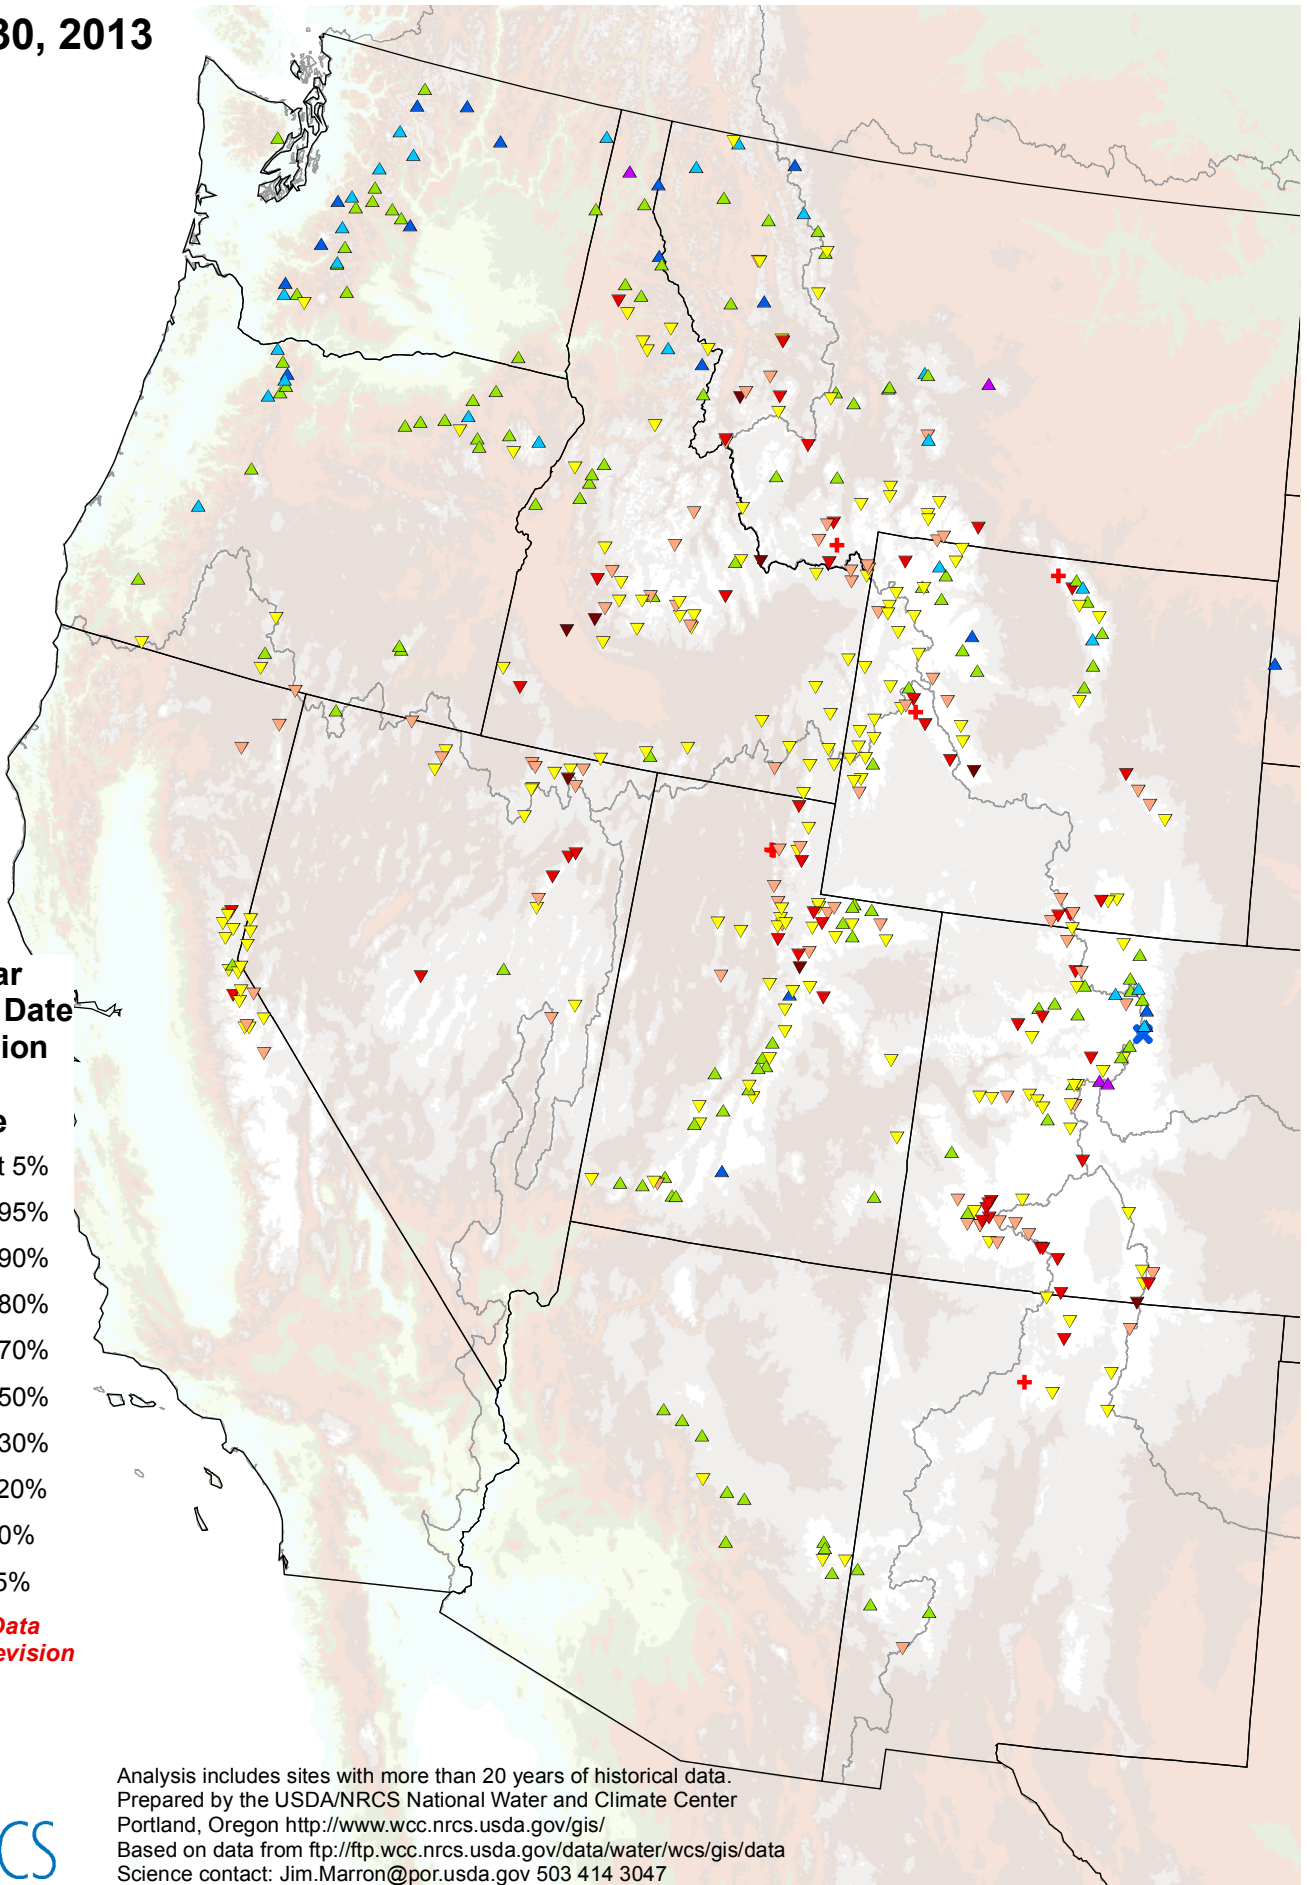 30, 2013
ar
Date
ion
e
t 5%
95%
90%
80%
70%
50%
30%
20%
0%
5%
Data
evision
Analysis includes sites with more than 20 years of historical data.
Prepared by the USDA/NRCS National Water and Climate Center
Portland, Oregon http://www.wcc.nrcs.usda.gov/gis/
Based on data from ftp://ftp.wcc.nrcs.usda.gov/data/water/wcs/gis/data
Science contact: Jim.Marron@por.usda.gov 503 414 3047
CS